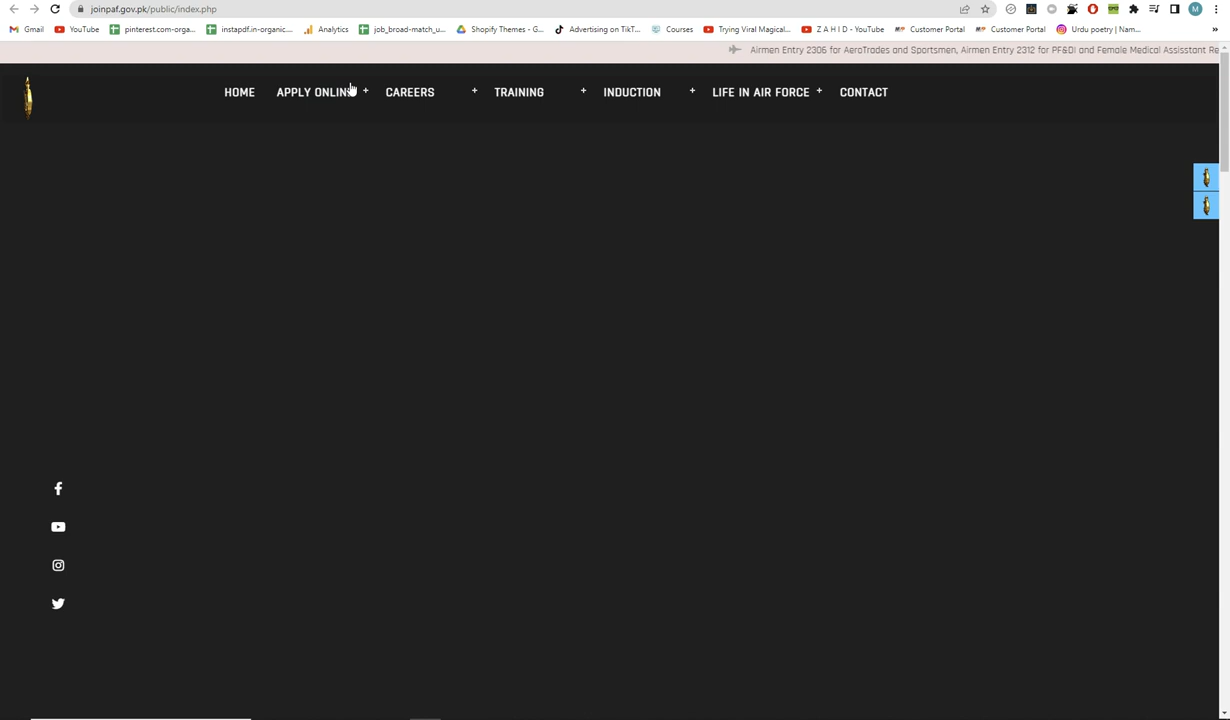 joinpaf.gov.pk/public/index.php
M
Gmail YouTube pinterest.com-orga... instapdf.in-organic.... Analytics job_broad-match_u... Shopify Themes - G... Advertising on TikT... Courses Trying Viral Magical... Z A H I D - YouTube Customer Portal Customer Portal Urdu poetry | Nam... »
Airmen Entry 2306 for AeroTrades and Sportsmen, Airmen Entry 2312 for PF&DI and Female Medical Assisstant Re
HOME APPLY ONLINE + CAREERS + TRAINING + INDUCTION + LIFE IN AIR FORCE + CONTACT